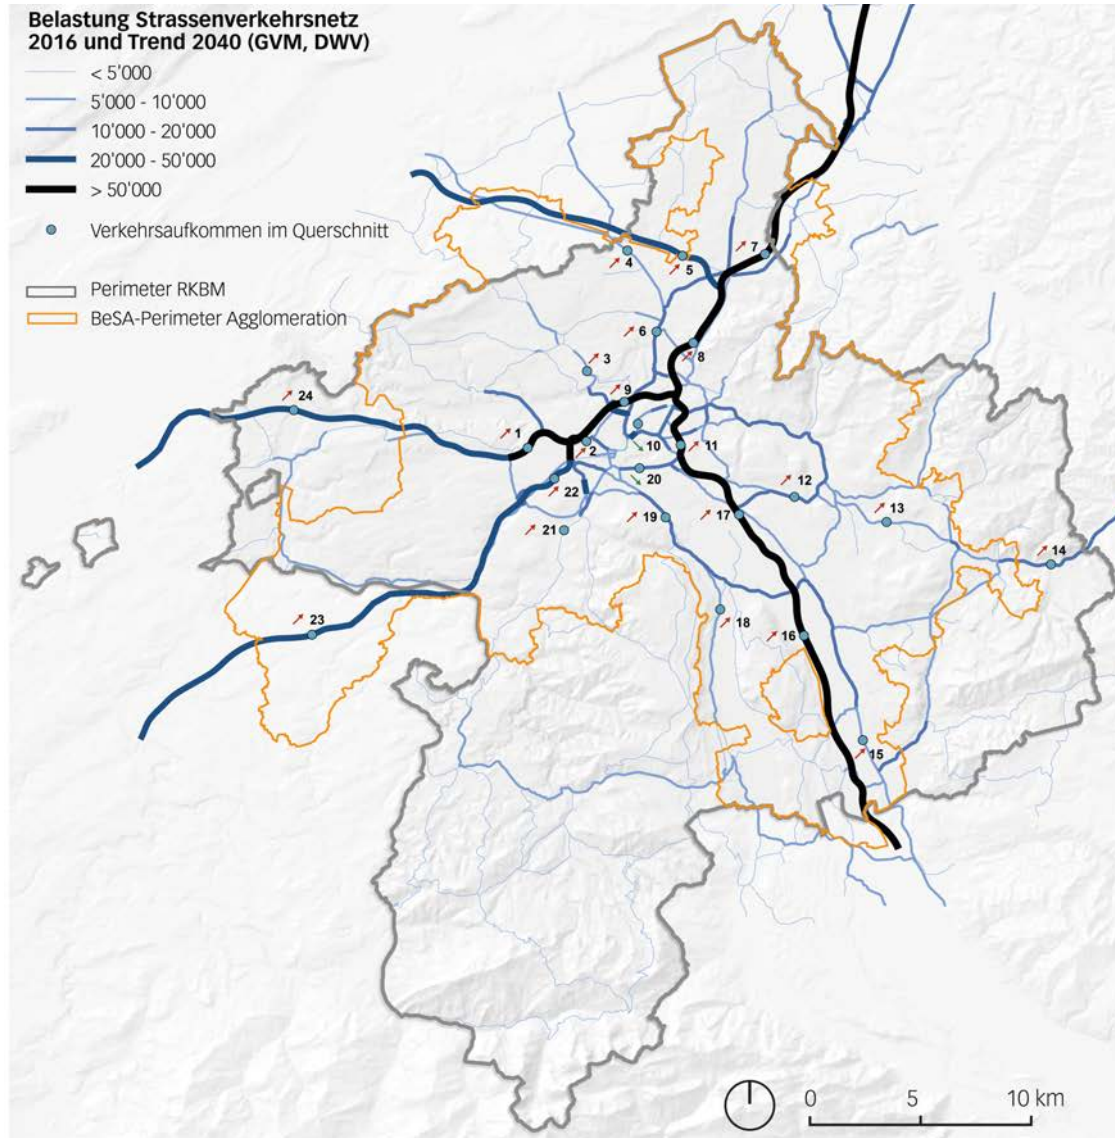 Belastung Strassenverkehrsnetz
2016 und Trend 2040 (GVM, DWV)
< 5'000
5'000 - 10'000
10'000 - 20'000
20'000 - 50'000
> 50'000
Verkehrsaufkommen im Querschnitt
Perimeter RKBM
BeSA-Perimeter Agglomeration
4
5
7
6
8
3
9
24
1
2
10
11
20
22
12
13
21
19
17
14
23
18
16
15
0 5 10 km